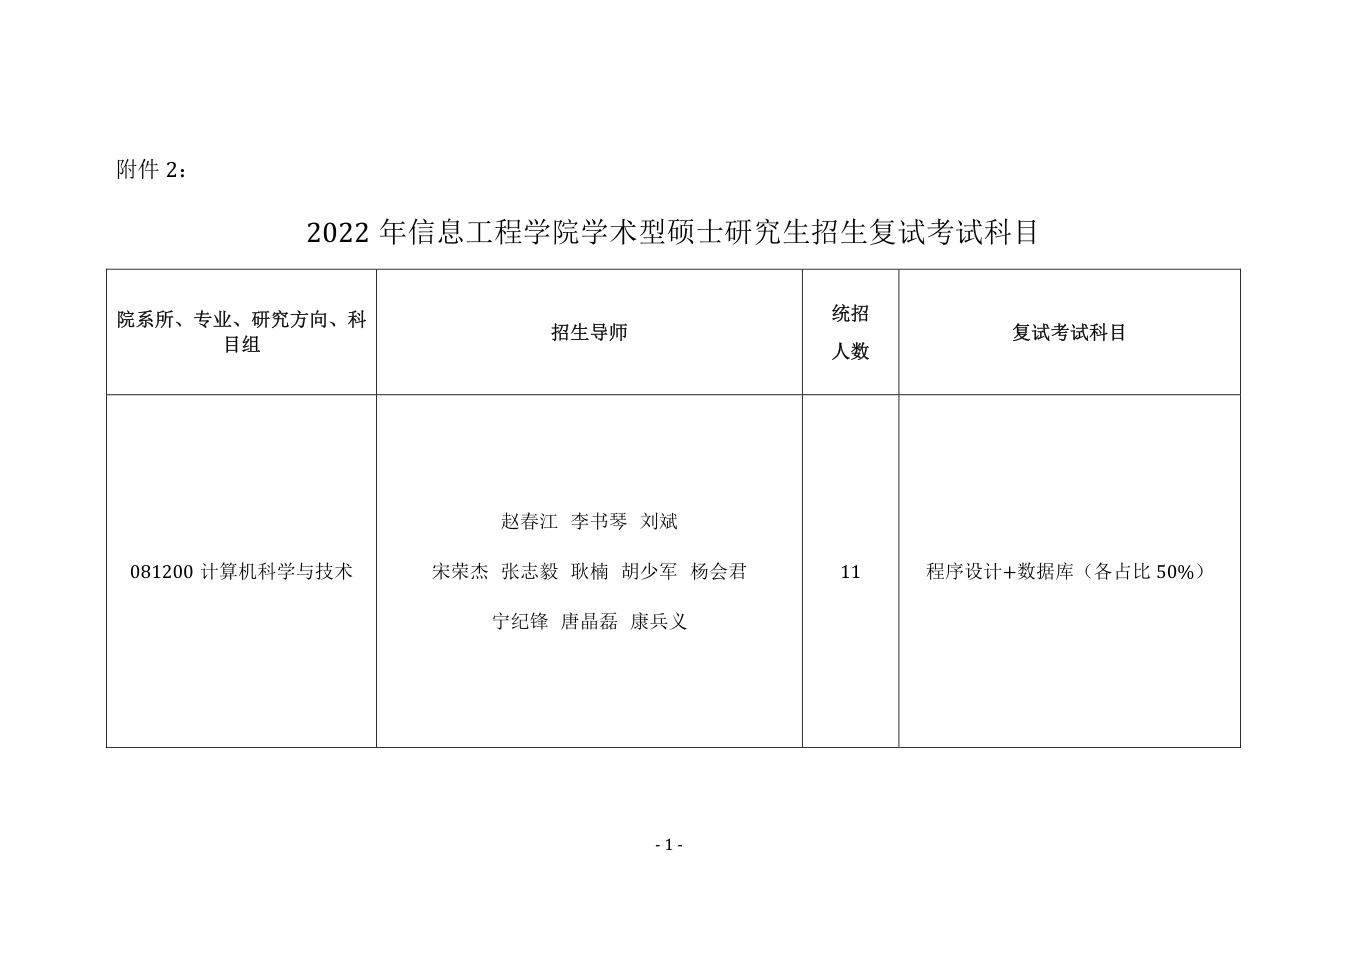 附件 2：
2022 年信息工程学院学术型硕士研究生招生复试考试科目
院系所、专业、研究方向、科
目组
招生导师
统招
人数
复试考试科目
081200 计算机科学与技术
赵春江 李书琴 刘斌
宋荣杰 张志毅 耿楠 胡少军 杨会君
宁纪锋 唐晶磊 康兵义
11
程序设计+数据库（各占比 50%）
- 1 -